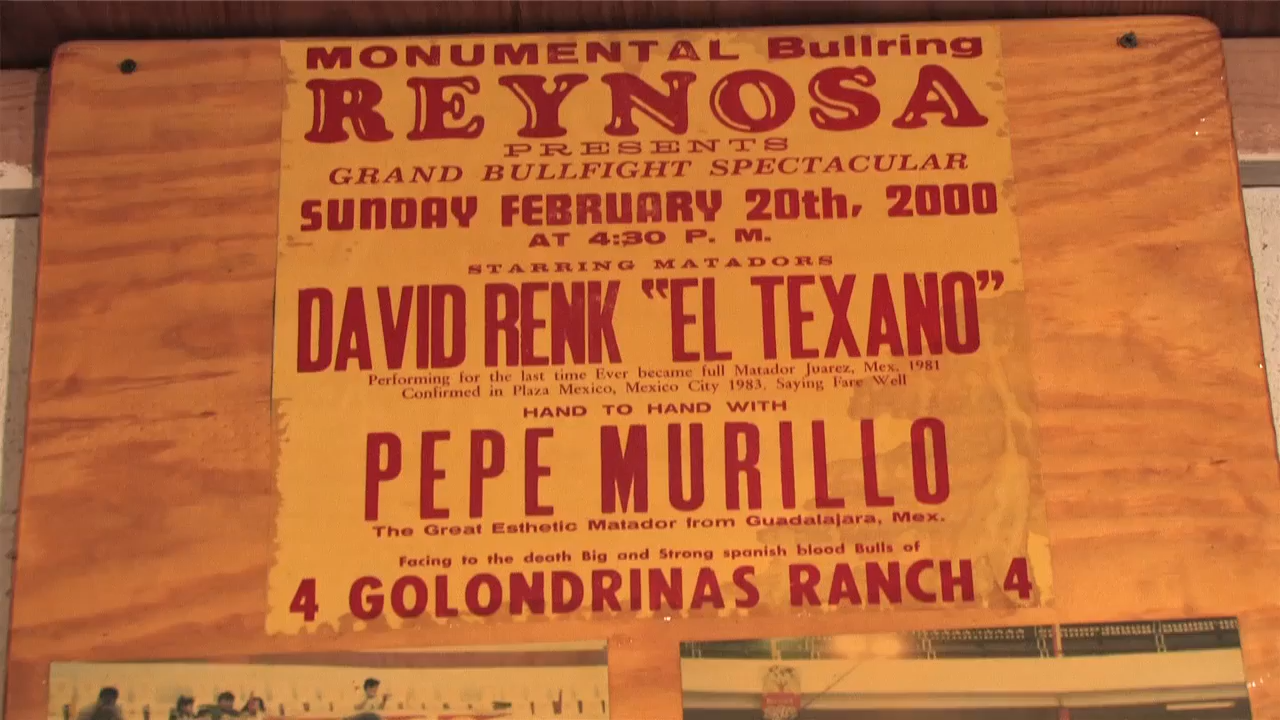 MONUMENTAL Bullring
REYNOSA
PRESENTS
GRAND BULLFIGHT SPECTACULAR
SUNDAY FEBRUARY 20th, 2000
AT 4:30 P. M.
STARRING MATADORS
DAVID RENK "EL TEXANO"
Performing for the last time Ever became full Matador Juarez, Mex. 1981
Confirmed in Plaza Mexico, Mexico City 1983. Saying Fare Well
HAND TO HAND WITH
PEPE MURILLO
The Great Esthetic Matador from Guadalajara, Mex.
Facing to the death Big and Strong spanish blood Bulls of
4 GOLONDRINAS RANCH 4